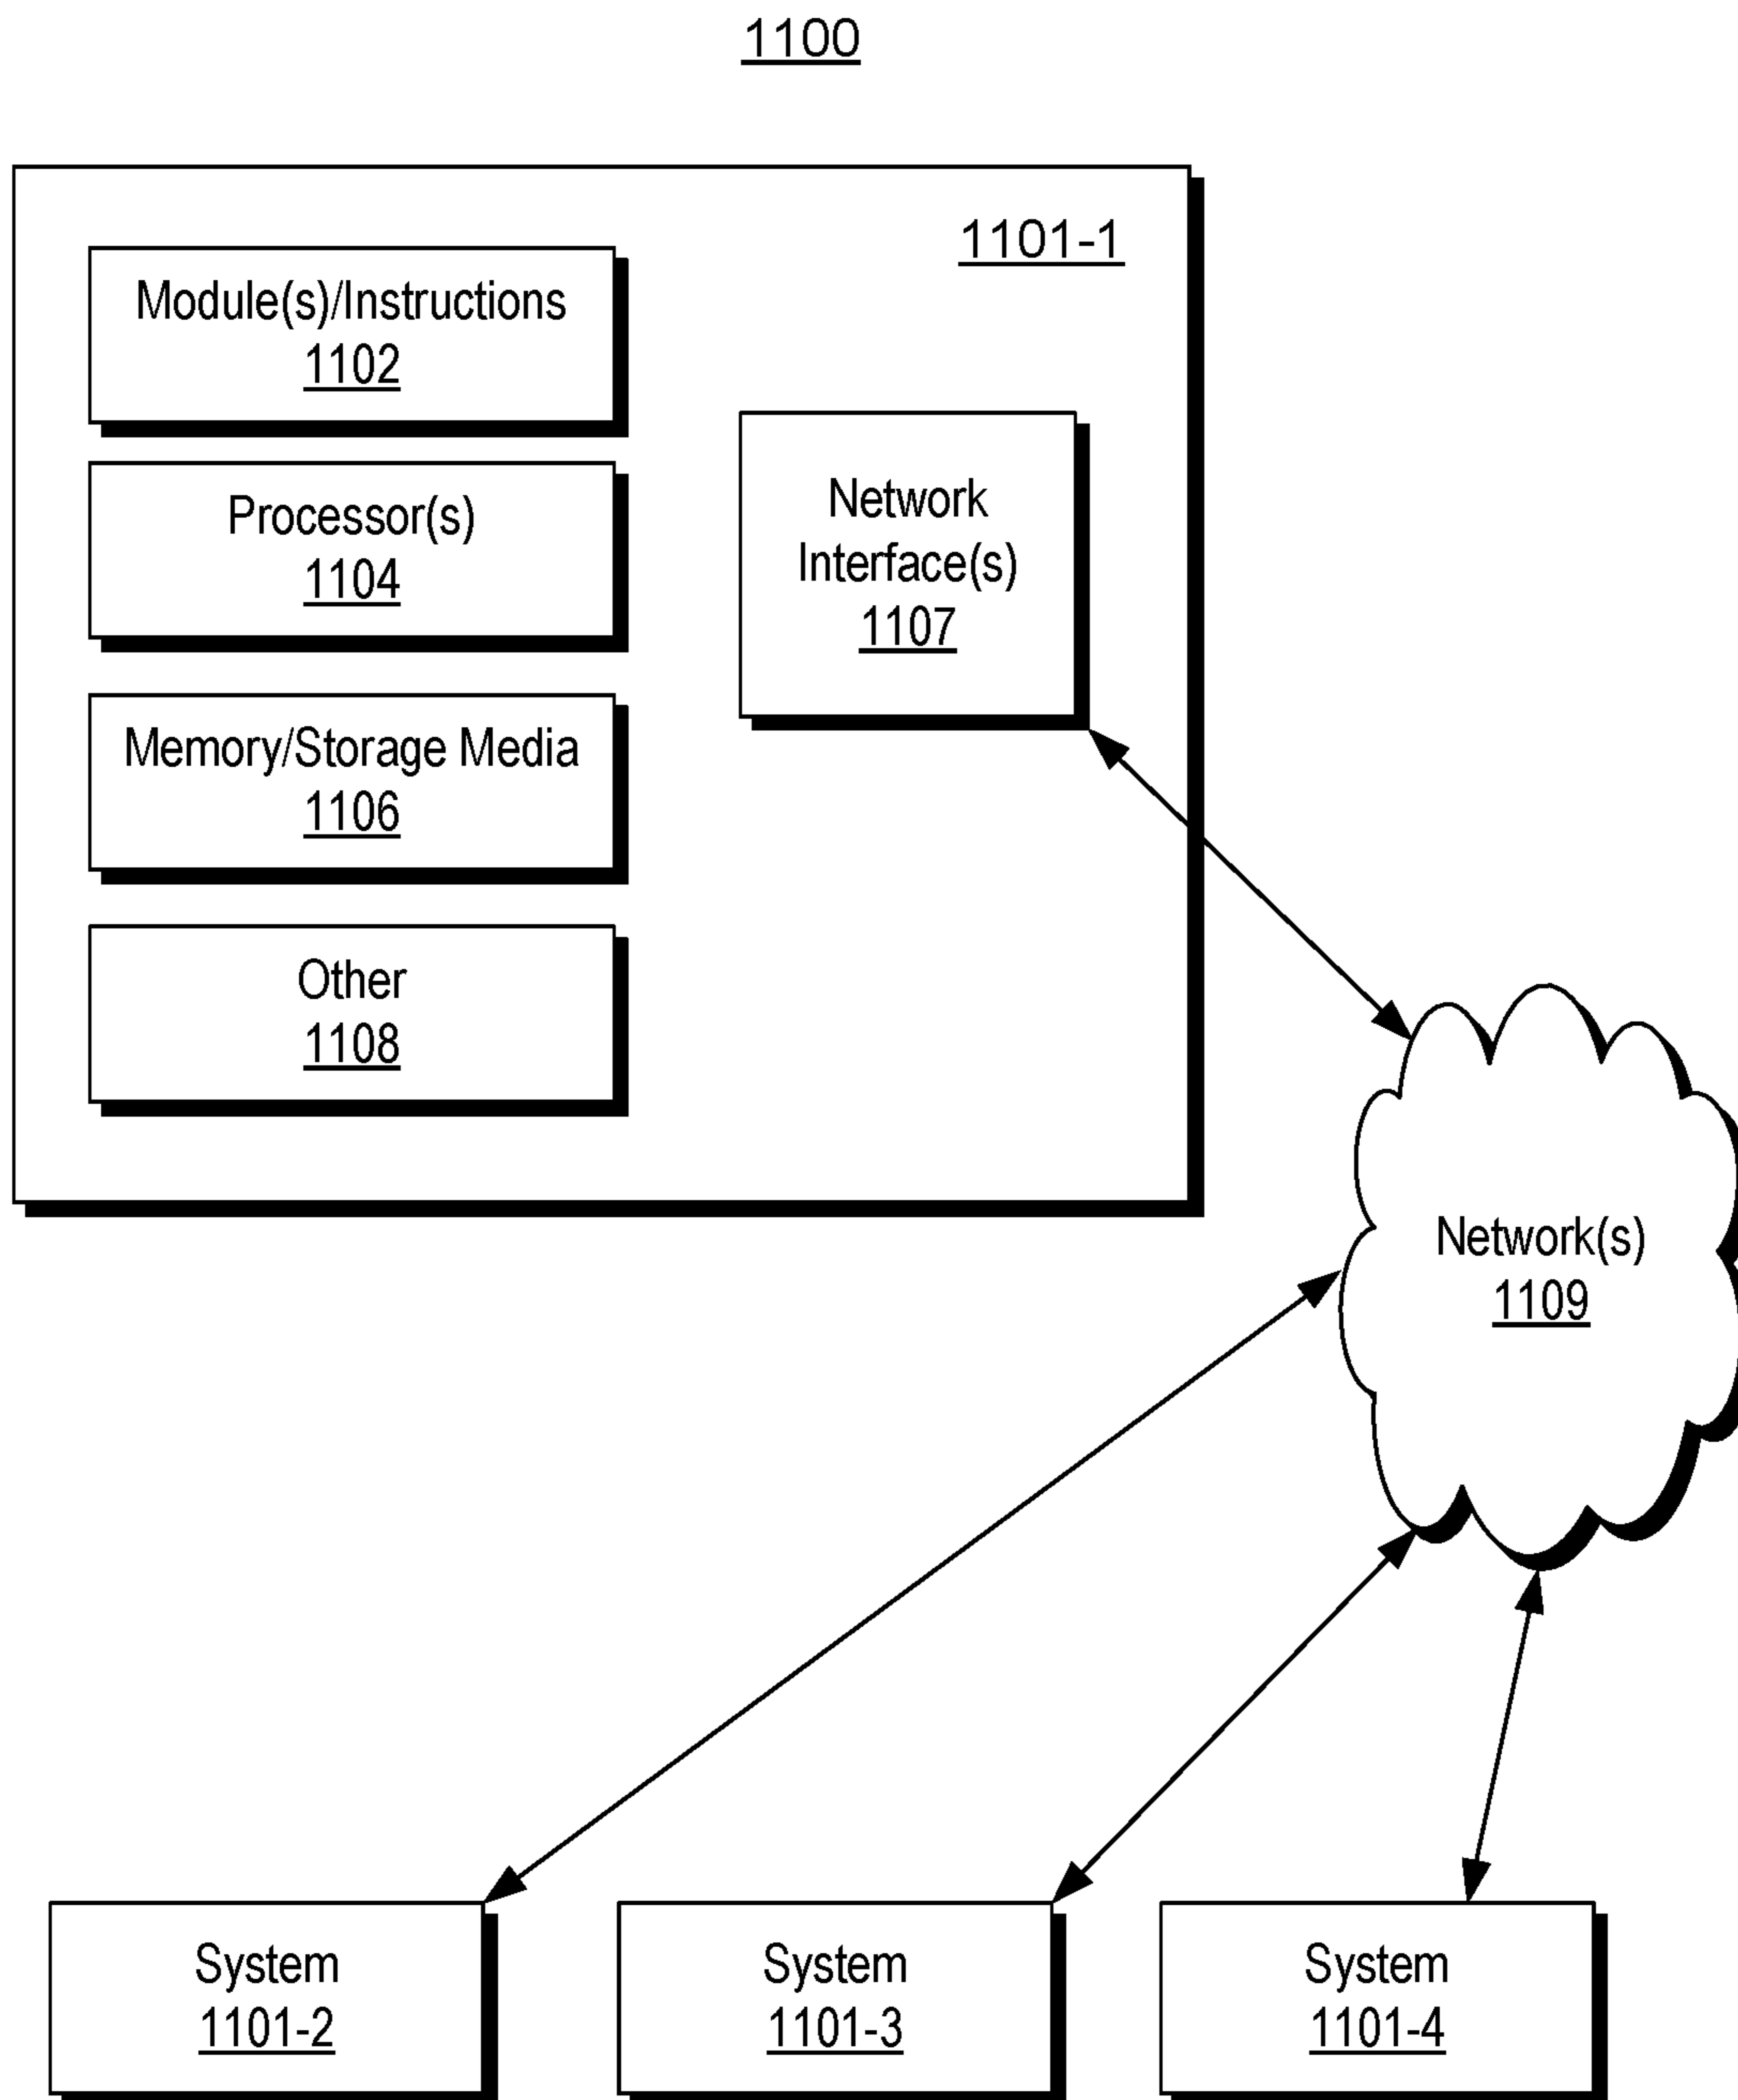 1100
1101-1
Module(s)/Instructions
1102
Processor(s)
1104
Network
Interface(s)
1107
Memory/Storage Media
1106
Other
1108
Network(s)
1109
System
1101-2
System
1101-3
System
1101-4